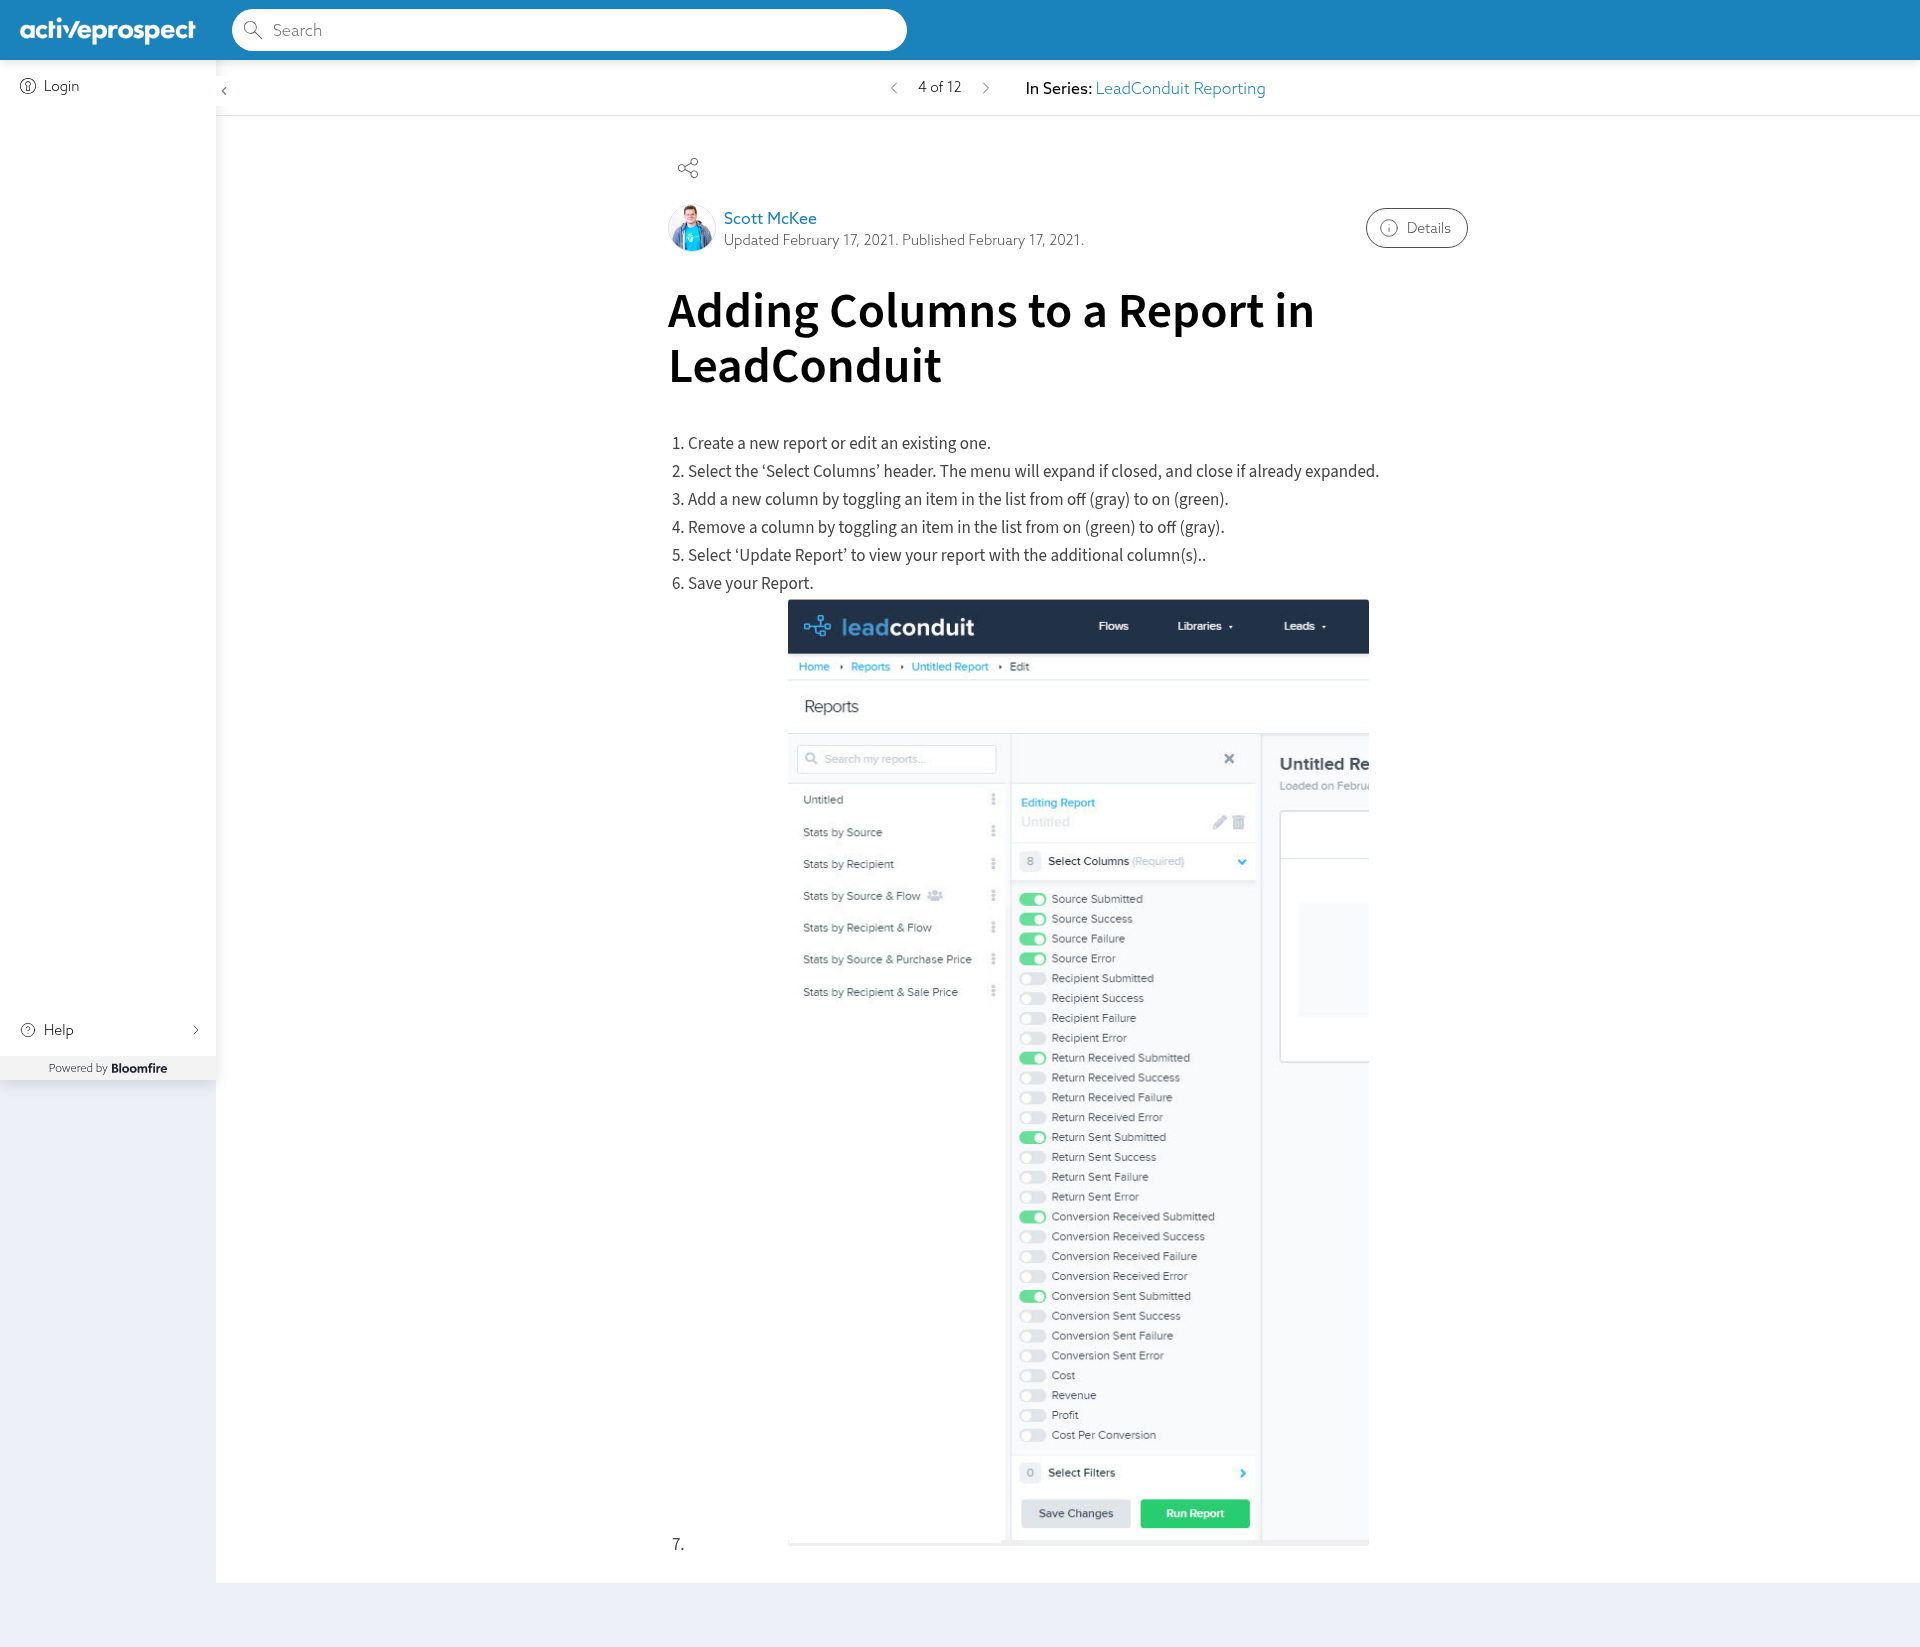 activeprospect
Search
Login
4 of 12
In Series: LeadConduit Reporting
Scott McKee
Updated February 17, 2021. Published February 17, 2021.
Details
Adding Columns to a Report in
LeadConduit
1. Create a new report or edit an existing one.
2. Select the ‘Select Columns’ header. The menu will expand if closed, and close if already expanded.
3. Add a new column by toggling an item in the list from off (gray) to on (green).
4. Remove a column by toggling an item in the list from on (green) to off (gray).
5. Select ‘Update Report’ to view your report with the additional column(s)..
6. Save your Report.
leadconduit
Flows
Libraries
Leads
Home
Reports
Untitled Report
Edit
Reports
Search my reports...
Untitled
Stats by Source
Stats by Recipient
Stats by Source & Flow
Stats by Recipient & Flow
Stats by Source & Purchase Price
Stats by Recipient & Sale Price
Editing Report
Untitled
8 Select Columns (Required)
Source Submitted
Source Success
Source Failure
Source Error
Recipient Submitted
Recipient Success
Recipient Failure
Recipient Error
Return Received Submitted
Return Received Success
Return Received Failure
Return Received Error
Return Sent Submitted
Return Sent Success
Return Sent Failure
Return Sent Error
Conversion Received Submitted
Conversion Received Success
Conversion Received Failure
Conversion Received Error
Conversion Sent Submitted
Conversion Sent Success
Conversion Sent Failure
Conversion Sent Error
Cost
Revenue
Profit
Cost Per Conversion
0 Select Filters
Save Changes
Run Report
Untitled Re
Loaded on Februa
7.
Help
Powered by Bloomfire